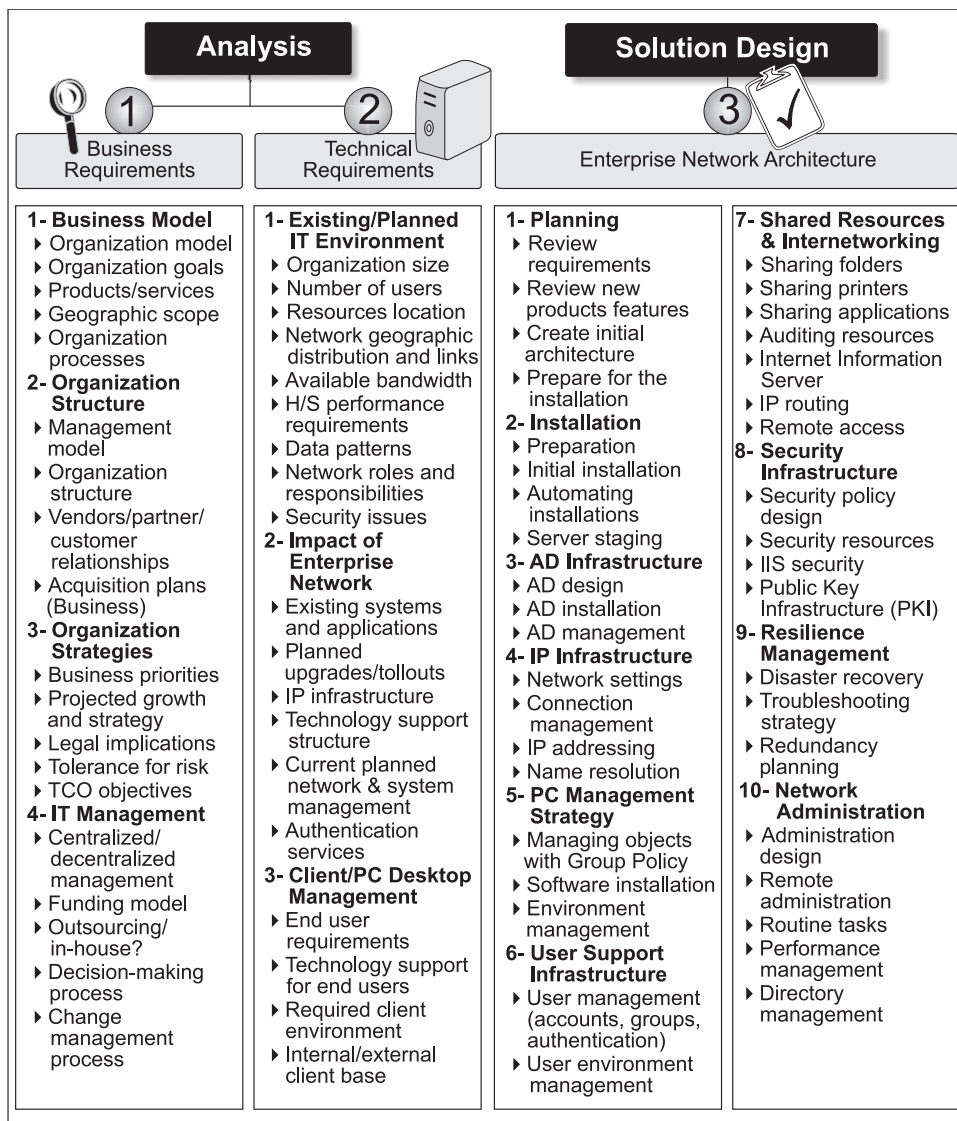 Analysis
Solution Design
1
2
3
Business
Requirements
Technical
Requirements
Enterprise Network Architecture
1- Business Model
Organization model
Organization goals
Products/services
Geographic scope
Organization
processes
2- Organization
Structure
Management
model
Organization
structure
Vendors/partner/
customer
relationships
Acquisition plans
(Business)
3- Organization
Strategies
Business priorities
Projected growth
and strategy
Legal implications
Tolerance for risk
TCO objectives
4- IT Management
Centralized/
decentralized
management
Funding model
Outsourcing/
in-house?
Decision-making
process
Change
management
process
1- Existing/Planned
IT Environment
Organization size
Number of users
Resources location
Network geographic
distribution and links
Available bandwidth
H/S performance
requirements
Data patterns
Network roles and
responsibilities
Security issues
2- Impact of
Enterprise
Network
Existing systems
and applications
Planned
upgrades/tollouts
IP infrastructure
Technology support
structure
Current planned
network & system
management
Authentication
services
3- Client/PC Desktop
Management
End user
requirements
Technology support
for end users
Required client
environment
Internal/external
client base
1- Planning
Review
requirements
Review new
products features
Create initial
architecture
Prepare for the
installation
2- Installation
Preparation
Initial installation
Automating
installations
Server staging
3- AD Infrastructure
AD design
AD installation
AD management
4- IP Infrastructure
Network settings
Connection
management
IP addressing
Name resolution
5- PC Management
Strategy
Managing objects
with Group Policy
Software installation
Environment
management
6- User Support
Infrastructure
User management
(accounts, groups,
authentication)
User environment
management
7- Shared Resources
& Internetworking
Sharing folders
Sharing printers
Sharing applications
Auditing resources
Internet Information
Server
IP routing
Remote access
8- Security
Infrastructure
Security policy
design
Security resources
IIS security
Public Key
Infrastructure (PKI)
9- Resilience
Management
Disaster recovery
Troubleshooting
strategy
Redundancy
planning
10- Network
Administration
Administration
design
Remote
administration
Routine tasks
Performance
management
Directory
management